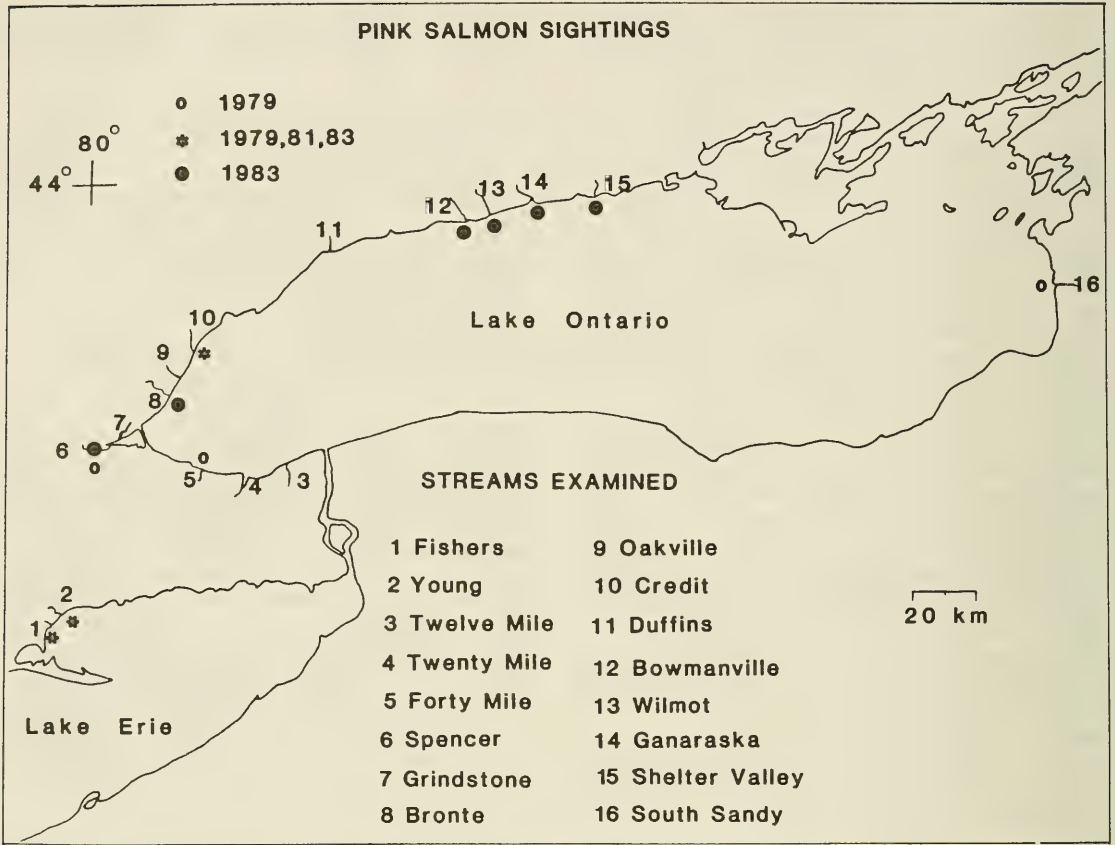 PINK SALMON SIGHTINGS
o 1979
* 1979,81,83
● 1983
80°
44°
12
13
14
15
11
16
10
Lake Ontario
9
8
7
6
5
4
3
STREAMS EXAMINED
1 Fishers
2 Young
3 Twelve Mile
4 Twenty Mile
5 Forty Mile
6 Spencer
7 Grindstone
8 Bronte
9 Oakville
10 Credit
11 Duffins
12 Bowmanville
13 Wilmot
14 Ganaraska
15 Shelter Valley
16 South Sandy
20 km
2
1
Lake Erie